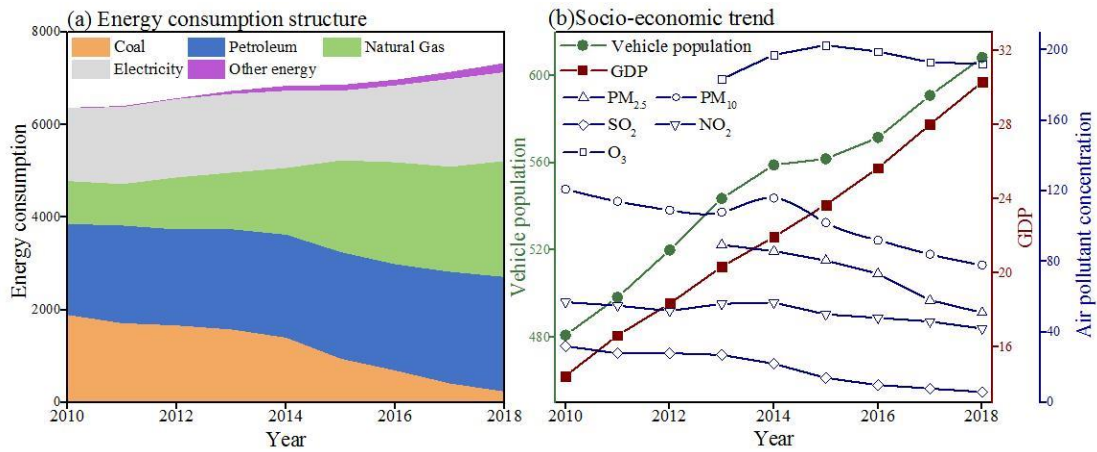 (a) Energy consumption structure
Coal Petroleum Natural Gas
Electricity Other energy
8000
6000
4000
2000
0
Energy consumption
2010 2012 2014 2016 2018
Year
(b)Socio-economic trend
Vehicle population
GDP
PM2.5 PM10
SO2 NO2
O3
600
560
520
480
Vehicle population
2010 2012 2014 2016 2018
Year
32
28
24
20
16
GDP
200
160
120
80
40
0
Air pollutant concentration